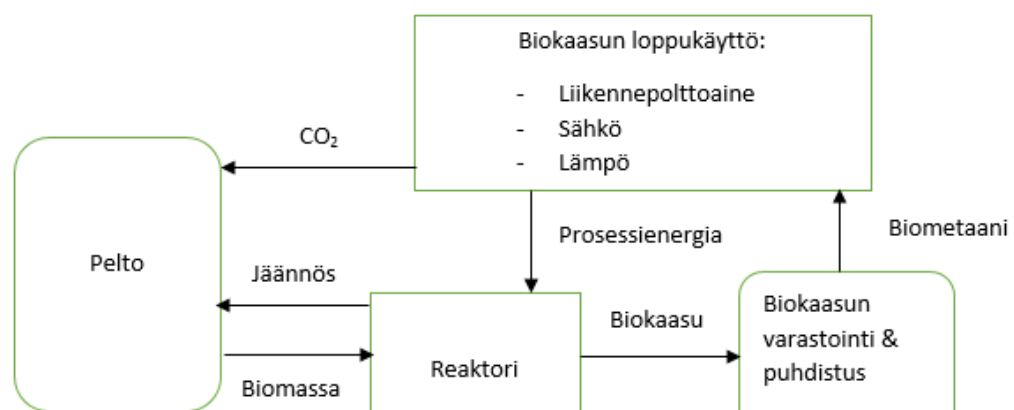 Biokaasun loppukäyttö:
- Liikennepolttoaine
- Sähkö
- Lämpö
CO₂
Pelto
Prosessienergia
Biometaani
Jäännös
Biokaasu
Biokaasun
varastointi &
puhdistus
Reaktori
Biomassa